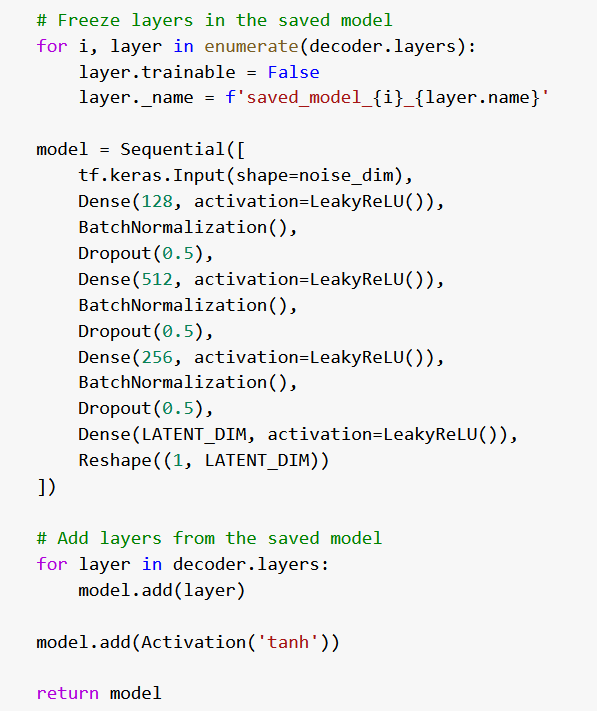 # Freeze layers in the saved model
for i, layer in enumerate(decoder.layers):
    layer.trainable = False
    layer._name = f'saved_model_{i}_{layer.name}'

model = Sequential([
    tf.keras.Input(shape=noise_dim),
    Dense(128, activation=LeakyReLU()),
    BatchNormalization(),
    Dropout(0.5),
    Dense(512, activation=LeakyReLU()),
    BatchNormalization(),
    Dropout(0.5),
    Dense(256, activation=LeakyReLU()),
    BatchNormalization(),
    Dropout(0.5),
    Dense(LATENT_DIM, activation=LeakyReLU()),
    Reshape((1, LATENT_DIM))
])

# Add layers from the saved model
for layer in decoder.layers:
    model.add(layer)

model.add(Activation('tanh'))

return model